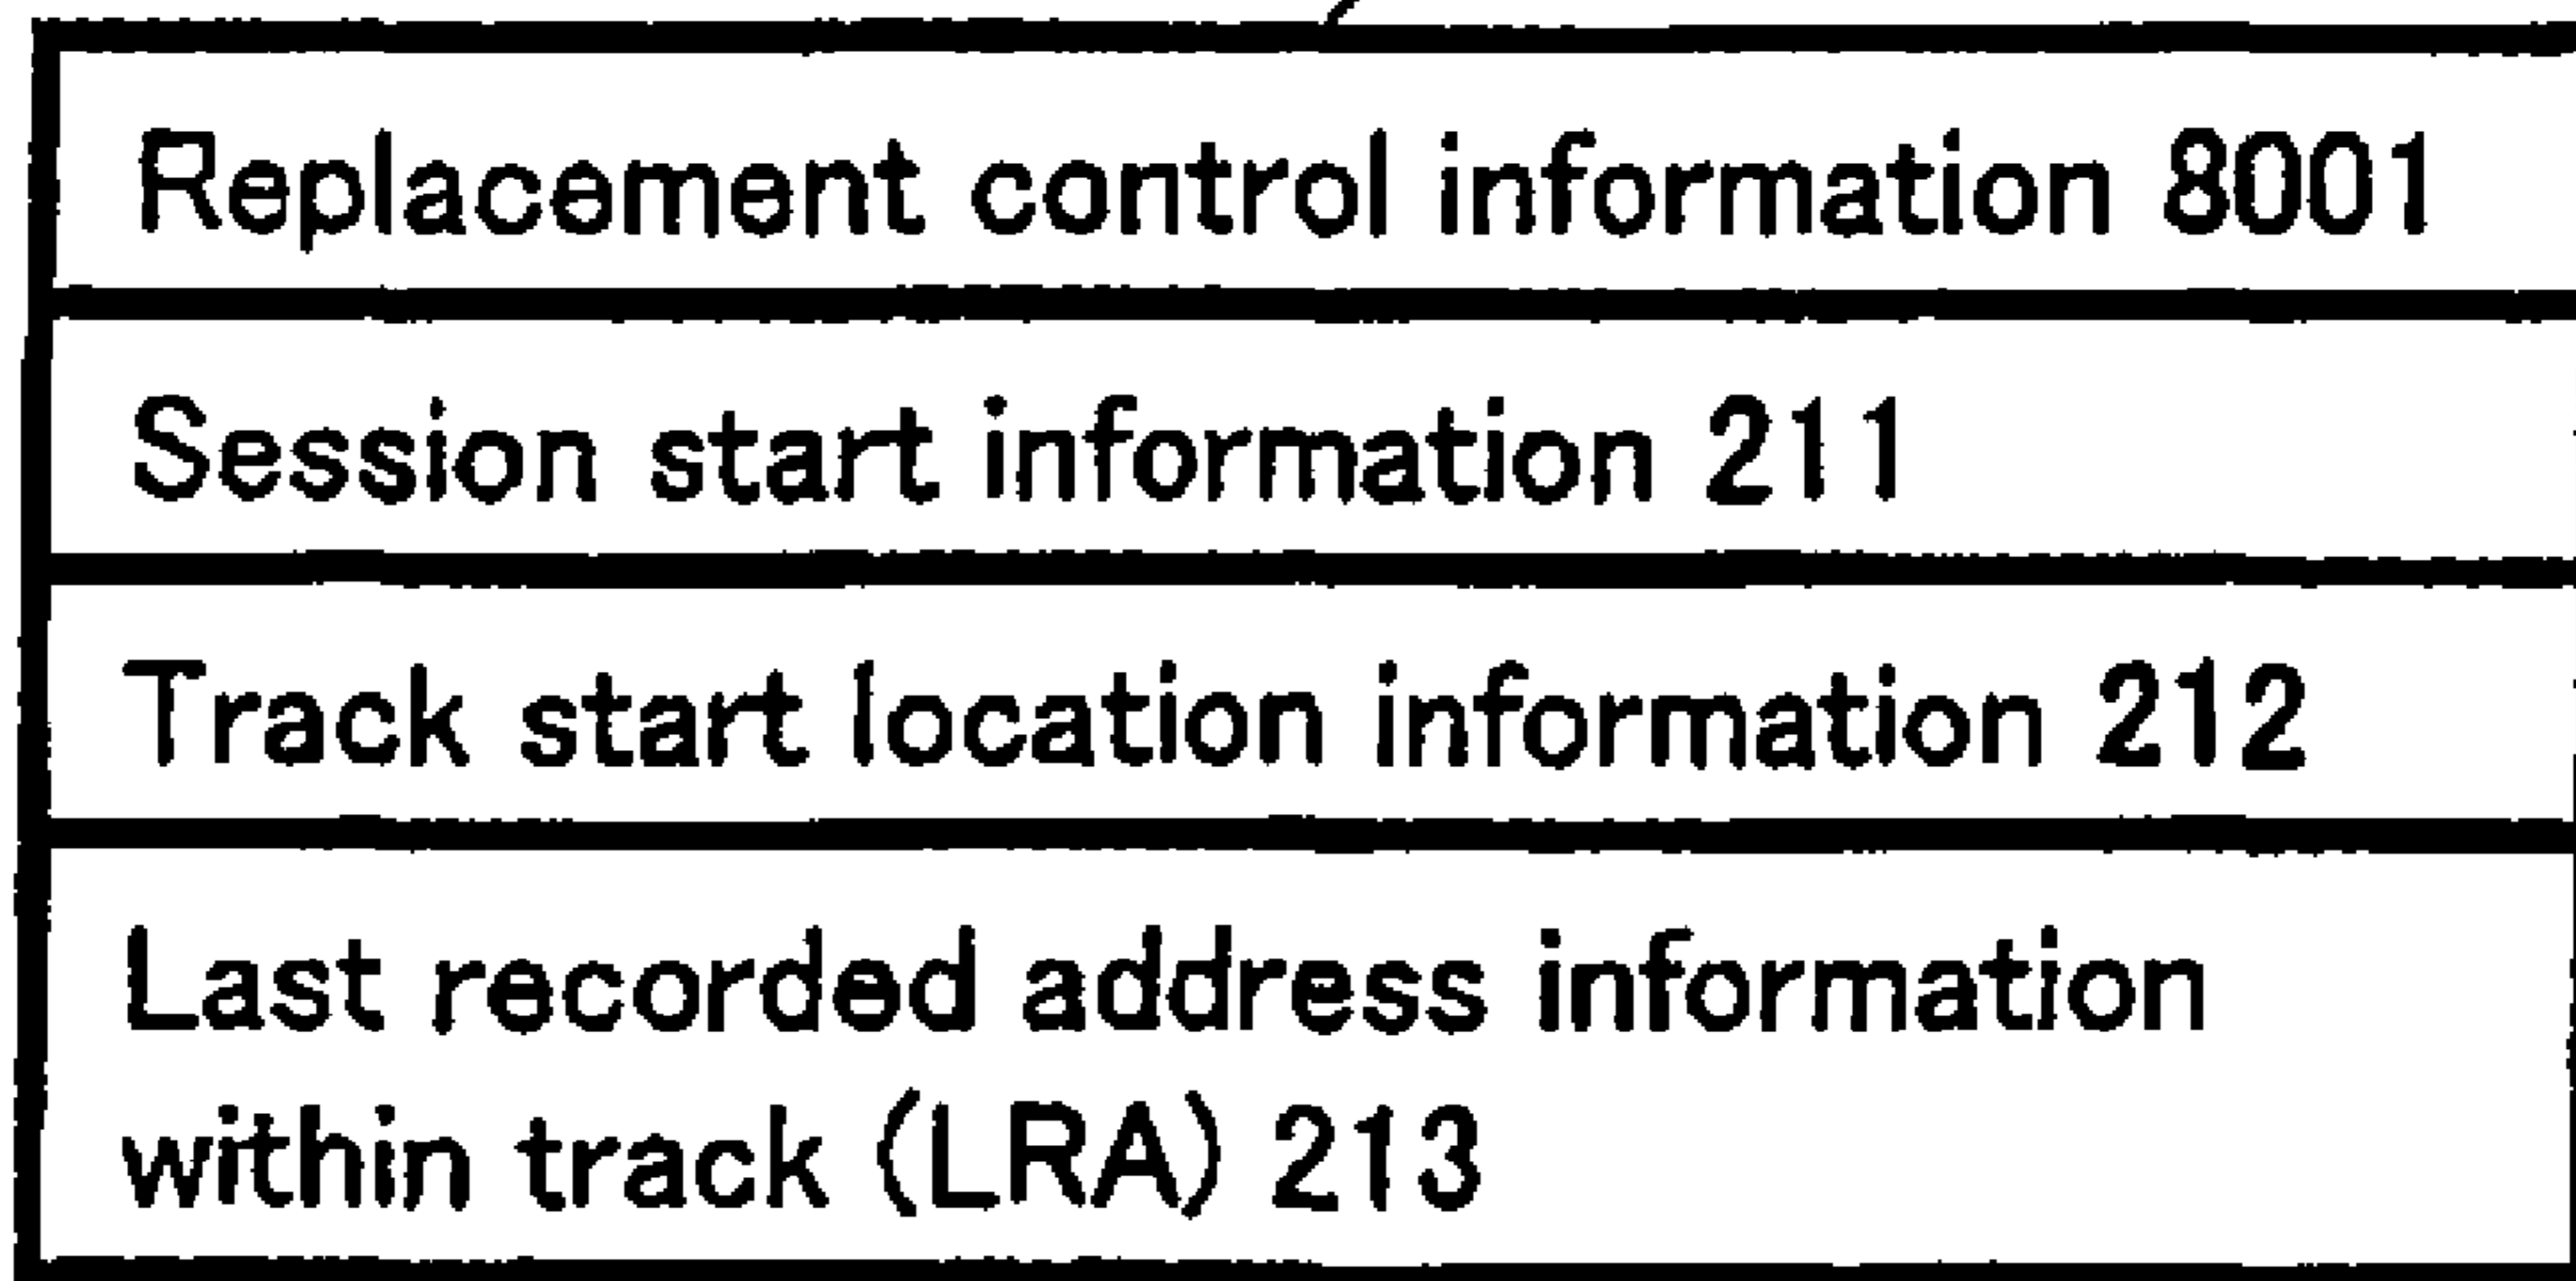 Replacement control information 8001
Session start information 211
Track start location information 212
Last recorded address information
within track (LRA) 213